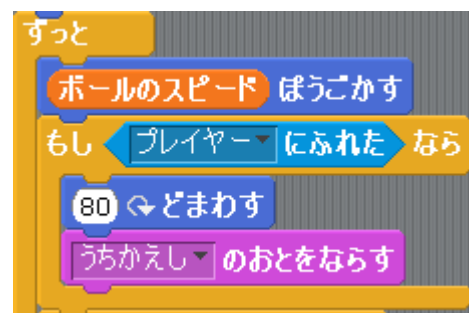 ずっと
ボールのスピード ほうごかす
もし プレイヤー にふれた なら
80 どまわす
うちかえし のおとをならす